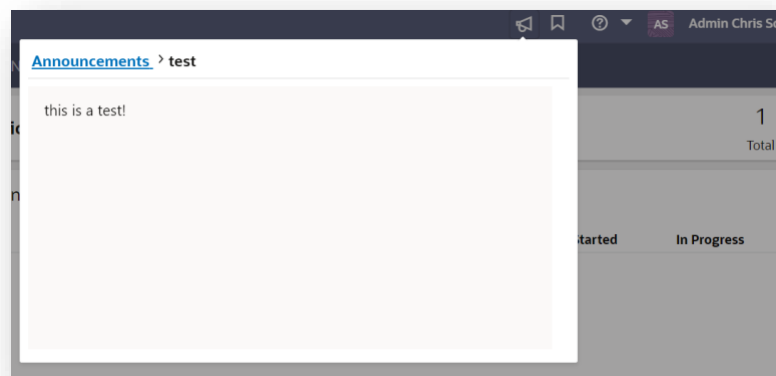 AS Admin Chris
Announcements > test
this is a test!
1
Total
Started In Progress